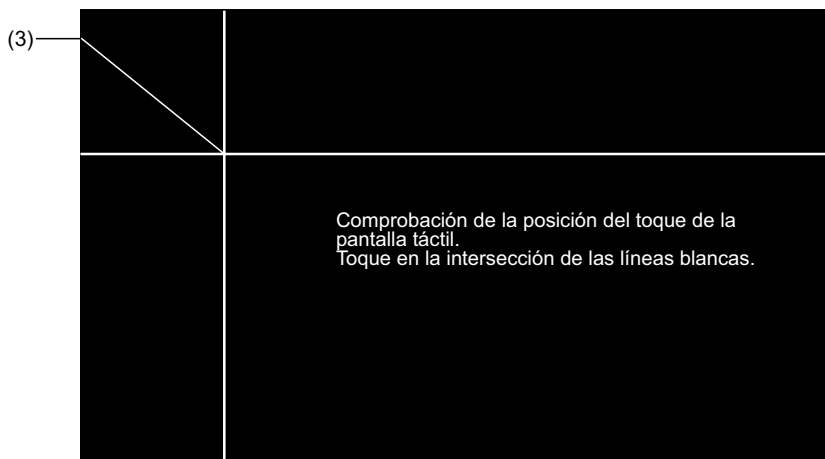 (3)
Comprobación de la posición del toque de la
pantalla táctil.
Toque en la intersección de las líneas blancas.